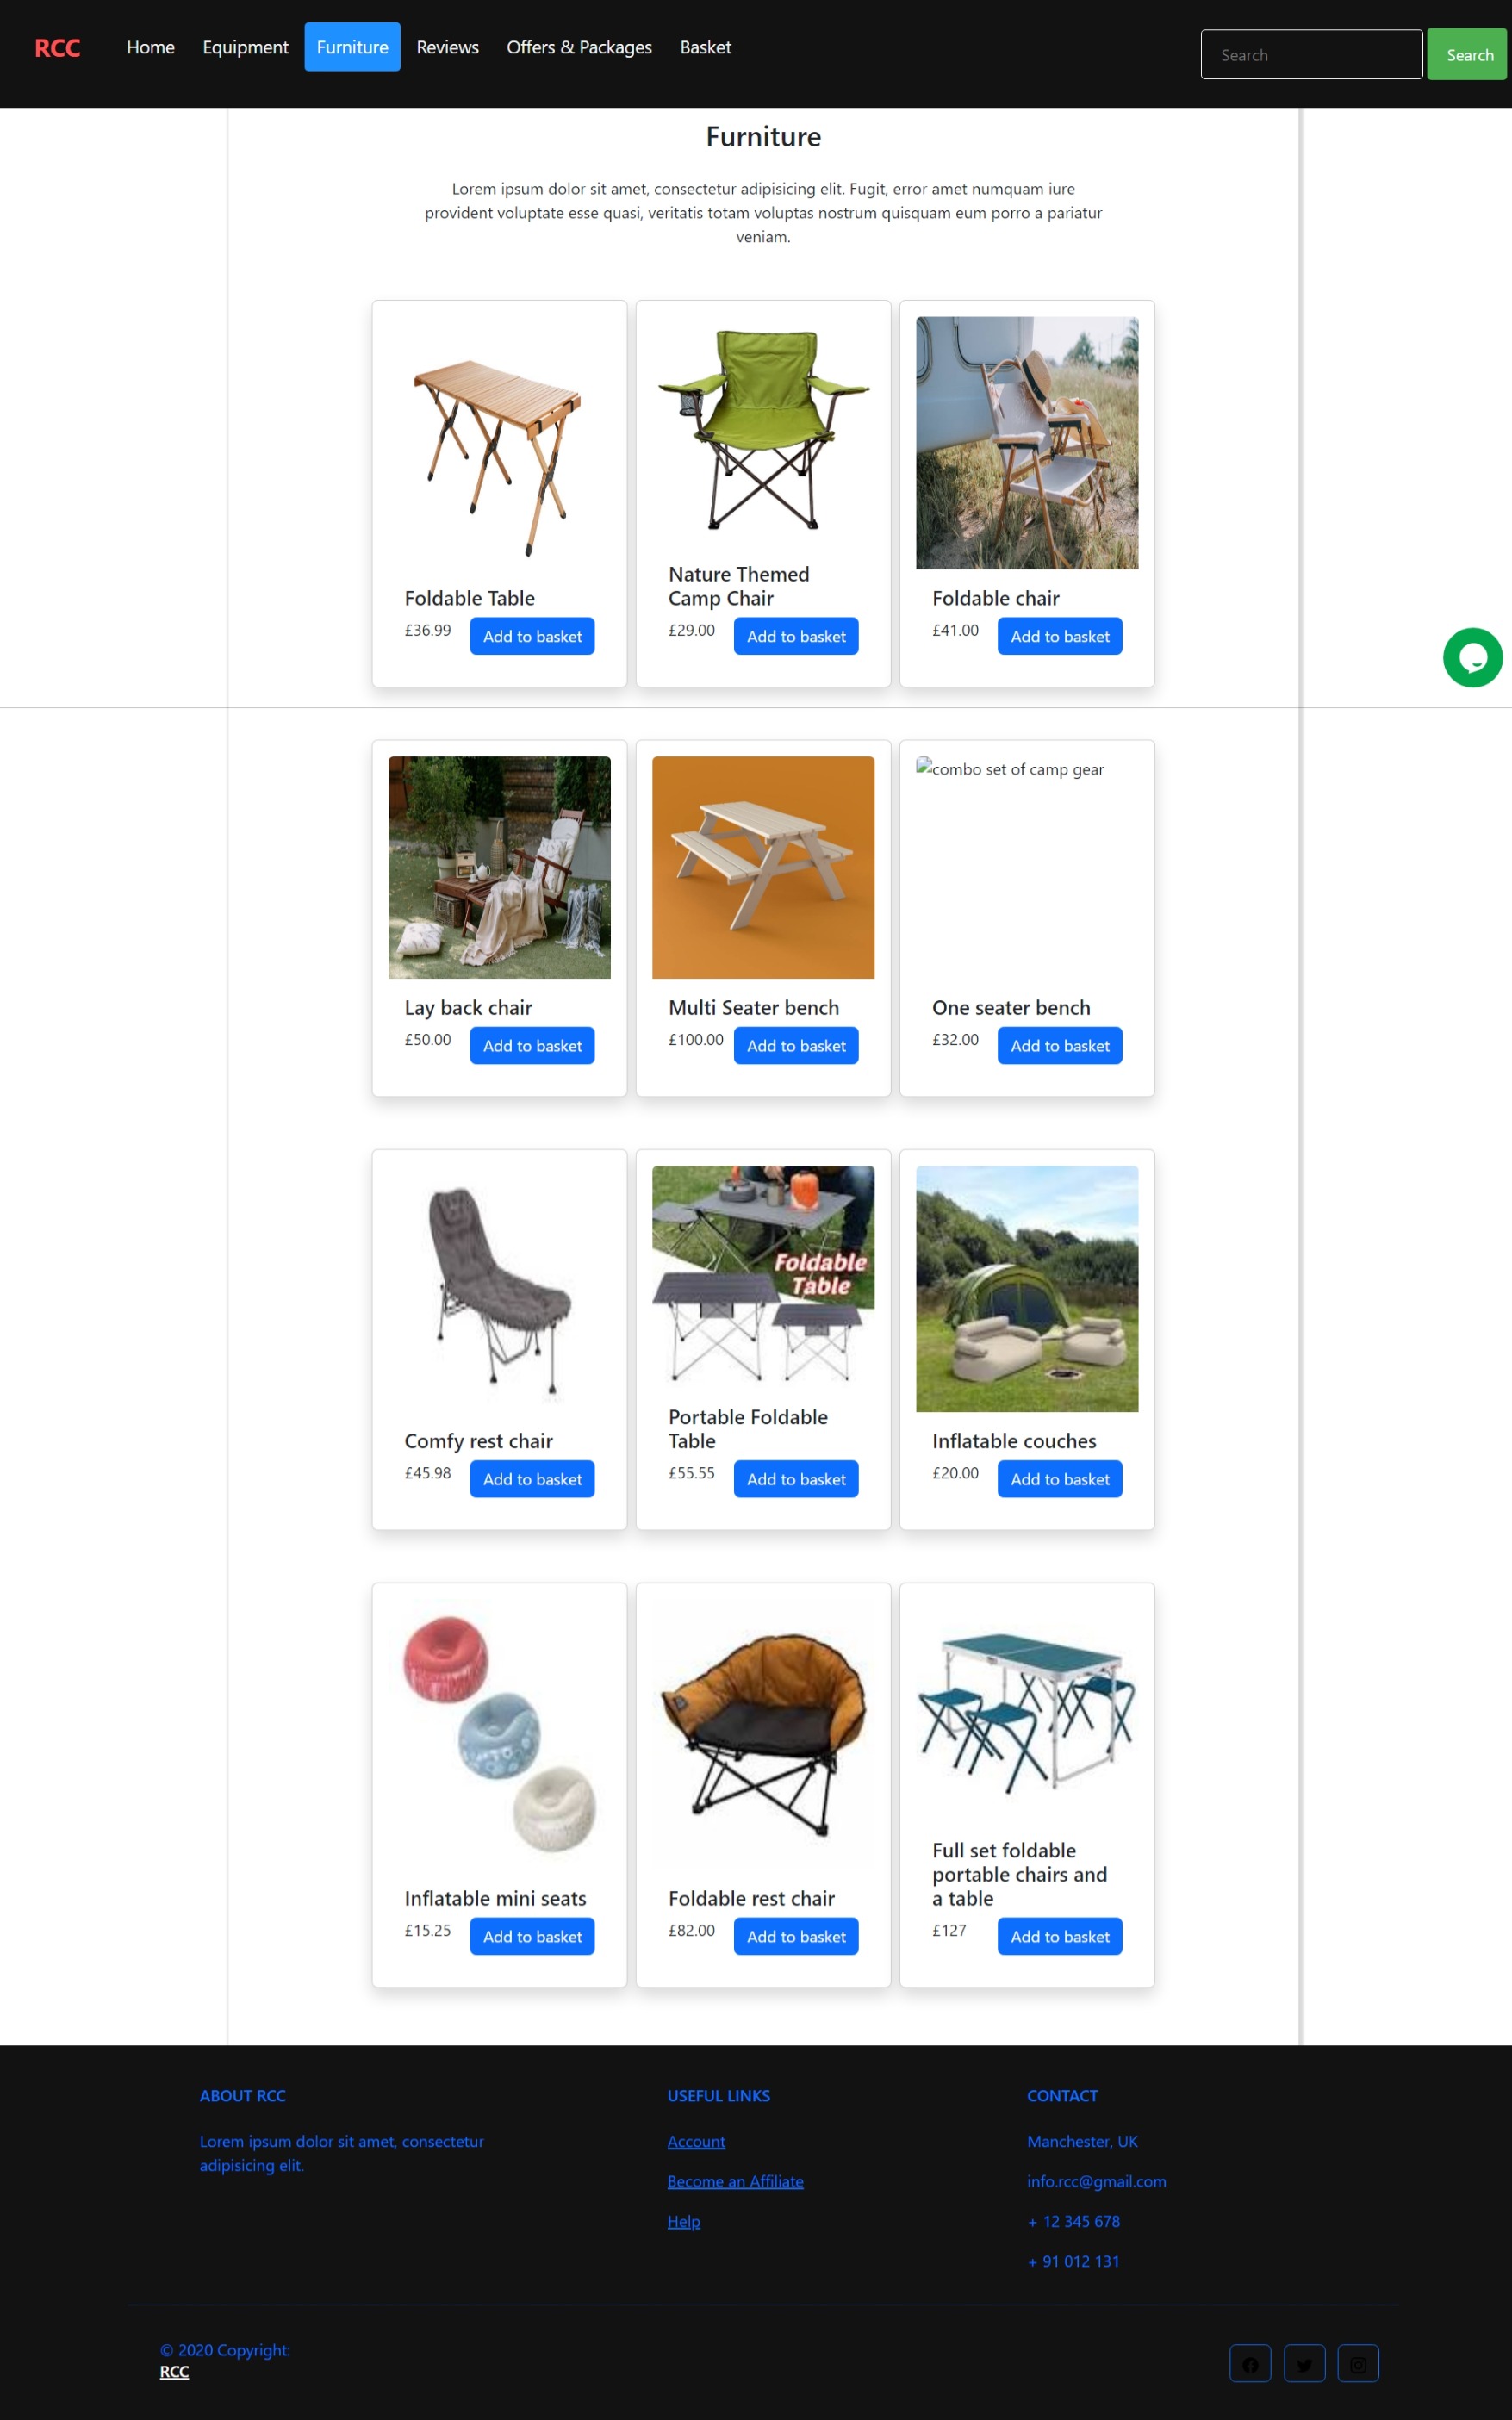 RCC
Home
Equipment
Furniture
Reviews
Offers & Packages
Basket
Search
Search
Furniture
Lorem ipsum dolor sit amet, consectetur adipisicing elit. Fugit, error amet numquam iure
provident voluptate esse quasi, veritatis totam voluptas nostrum quisquam eum porro a pariatur
veniam.
Foldable Table
£36.99
Add to basket
Nature Themed
Camp Chair
£29.00
Add to basket
Foldable chair
£41.00
Add to basket
Lay back chair
£50.00
Add to basket
Multi Seater bench
£100.00
Add to basket
combo set of camp gear
One seater bench
£32.00
Add to basket
Comfy rest chair
£45.98
Add to basket
Foldable
Table
Portable Foldable
Table
£55.55
Add to basket
Inflatable couches
£20.00
Add to basket
Inflatable mini seats
£15.25
Add to basket
Foldable rest chair
£82.00
Add to basket
Full set foldable
portable chairs and
a table
£127
Add to basket
ABOUT RCC
Lorem ipsum dolor sit amet, consectetur
adipisicing elit.
USEFUL LINKS
Account
Become an Affiliate
Help
CONTACT
Manchester, UK
info.rcc@gmail.com
+ 12 345 678
+ 91 012 131
© 2020 Copyright:
RCC